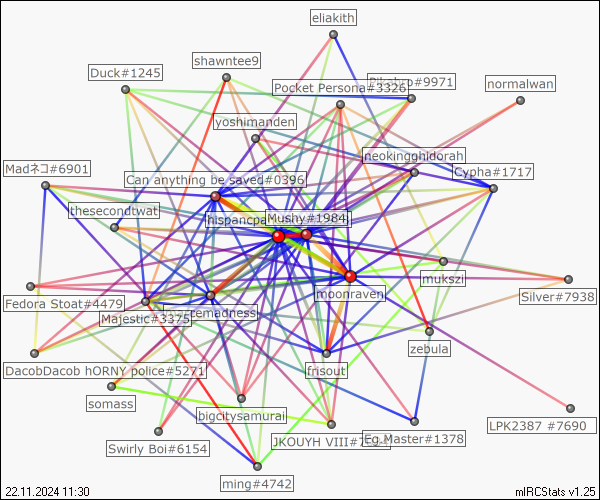 eliakith
shawntee9
Duck#1245
Pikabro#9971
Pocket Persona#3326
normalwan
yoshimanden
neokingghidorah
Madネコ#6901
Cypha#1717
Can anything be saved#0396
thesecondtwat
Mushy#1984
mukszi
moonraven
Silver#7938
Fedora Stoat#4479
Majestic#3375
zebula
DacobDacob hORNY police#5271
frisout
somass
bigcitysamurai
LPK2387 #7690
Swirly Boi#6154
JKOUYH VIII#7
Eg.Master#1378
ming#4742
22.11.2024 11:30
mIRCStats v1.25